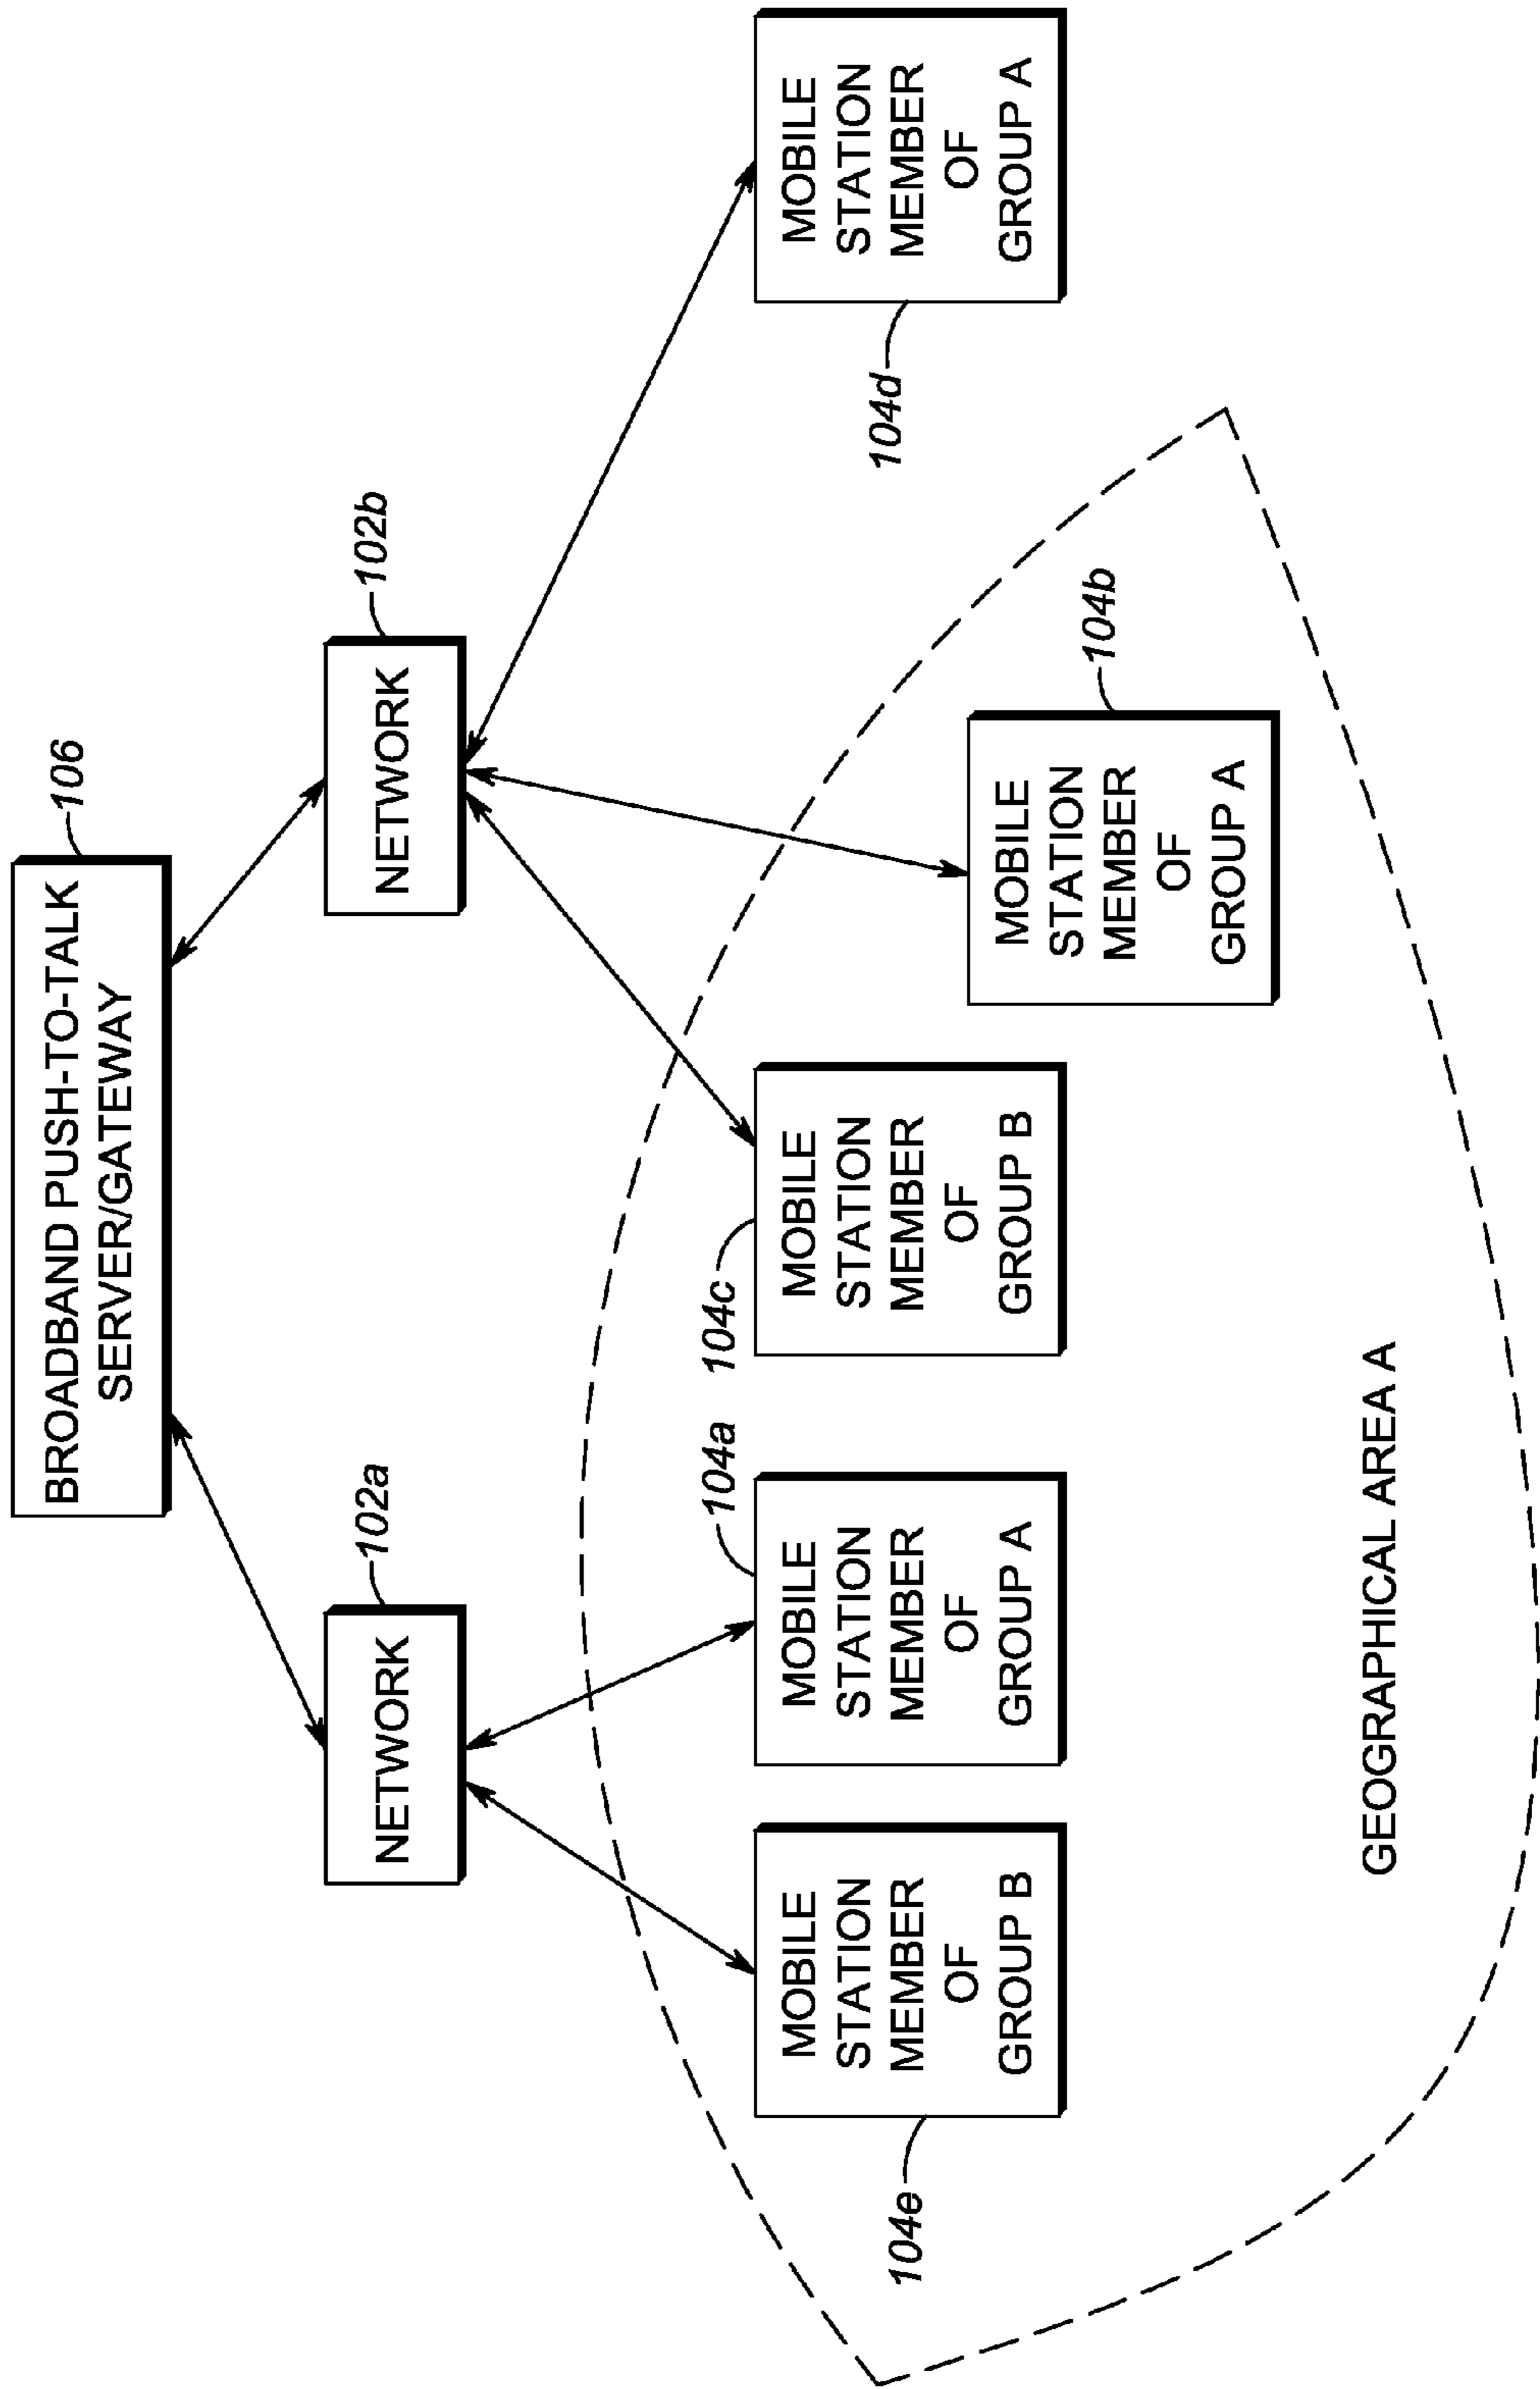 BROADBAND PUSH-TO-TALK
SERVER/GATEWAY
106
NETWORK
102a
NETWORK
102b
MOBILE
STATION
MEMBER
OF
GROUP B
104e
MOBILE
STATION
MEMBER
OF
GROUP A
104a
MOBILE
STATION
MEMBER
OF
GROUP B
104c
MOBILE
STATION
MEMBER
OF
GROUP A
104b
MOBILE
STATION
MEMBER
OF
GROUP A
104d
GEOGRAPHICAL AREA A